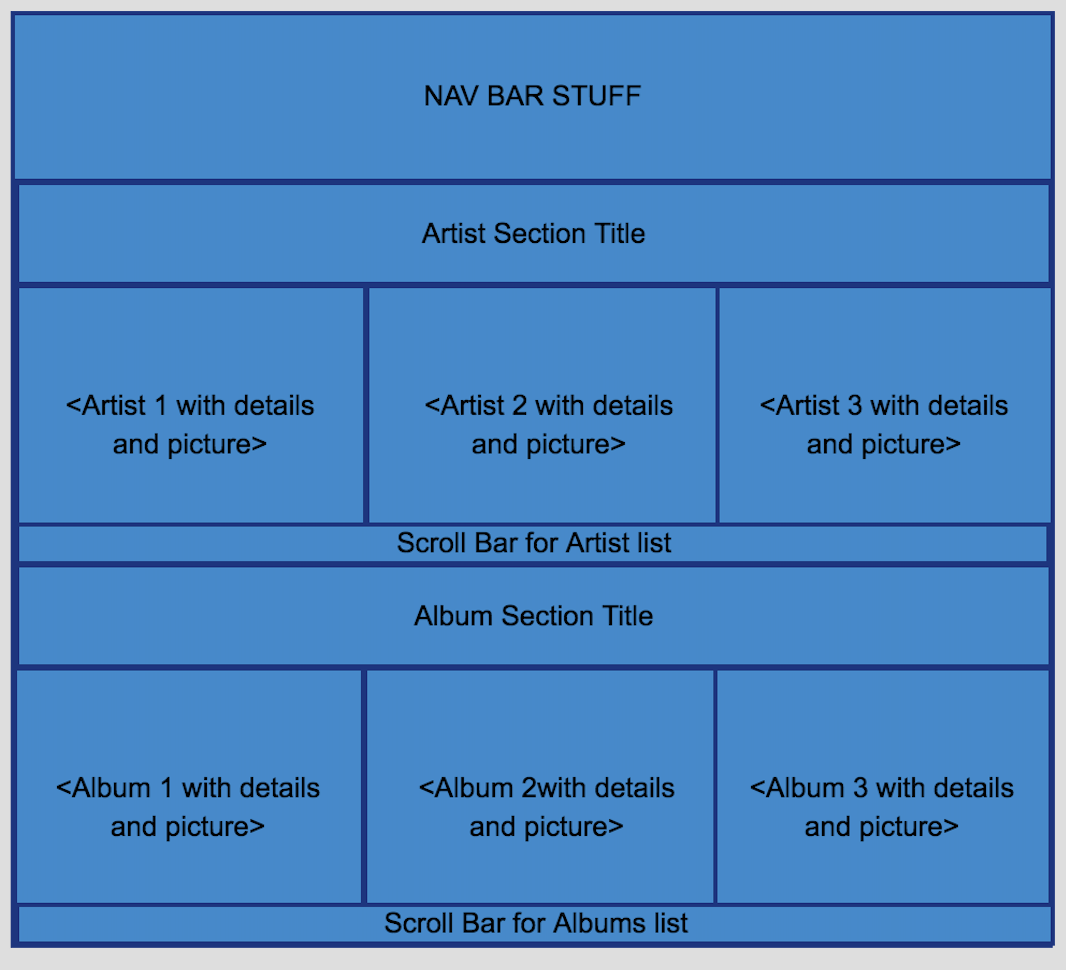 NAV BAR STUFF
Artist Section Title
<Artist 1 with details
and picture>
<Artist 2 with details
and picture>
<Artist 3 with details
and picture>
Scroll Bar for Artist list
Album Section Title
<Album 1 with details
and picture>
<Album 2with details
and picture>
<Album 3 with details
and picture>
Scroll Bar for Albums list